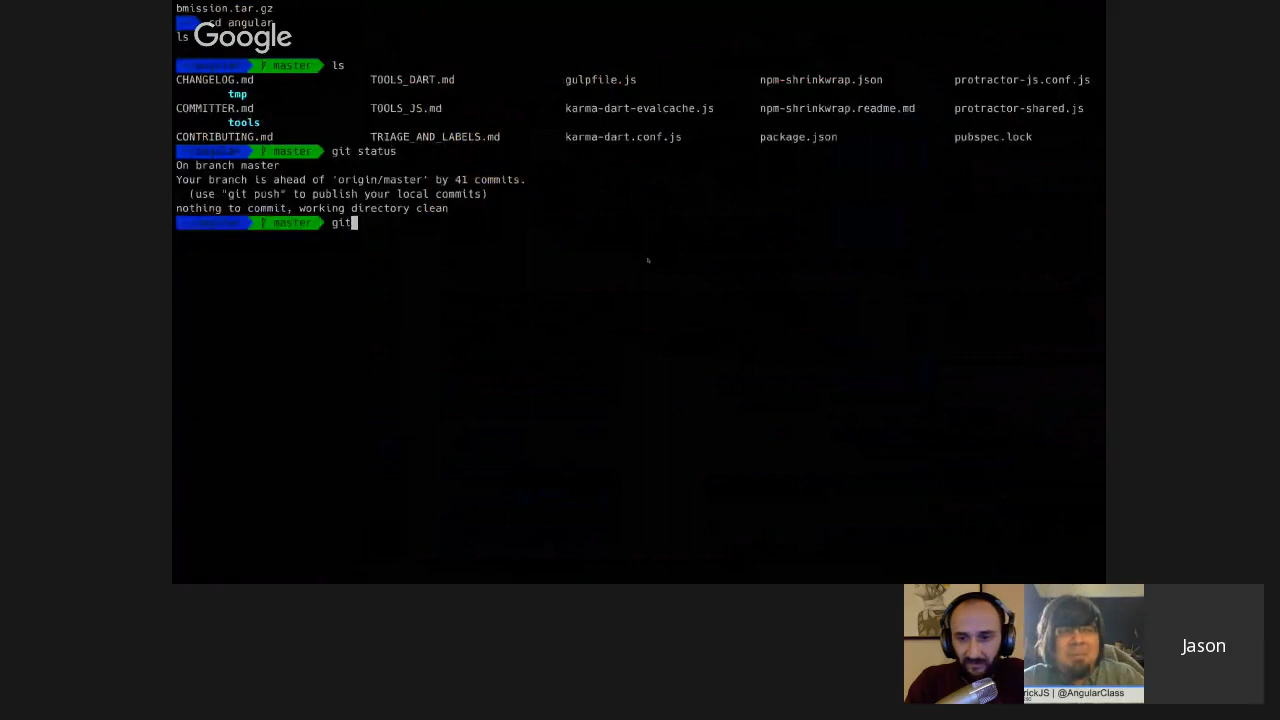 bmission.tar.gz
cd angular
ls
Google
master ls
CHANGELOG.md TOOLS_DART.md gulpfile.js npm-shrinkwrap.json protractor-js.conf.js
tmp
COMMITTER.md TOOLS_JS.md karma-dart-evalcache.js npm-shrinkwrap.readme.md protractor-shared.js
tools
CONTRIBUTING.md TRIAGE_AND_LABELS.md karma-dart.conf.js package.json pubspec.lock
master git status
On branch master
Your branch is ahead of 'origin/master' by 41 commits.
(use "git push" to publish your local commits)
nothing to commit, working directory clean
master git
Jason
rickJS | @AngularClass